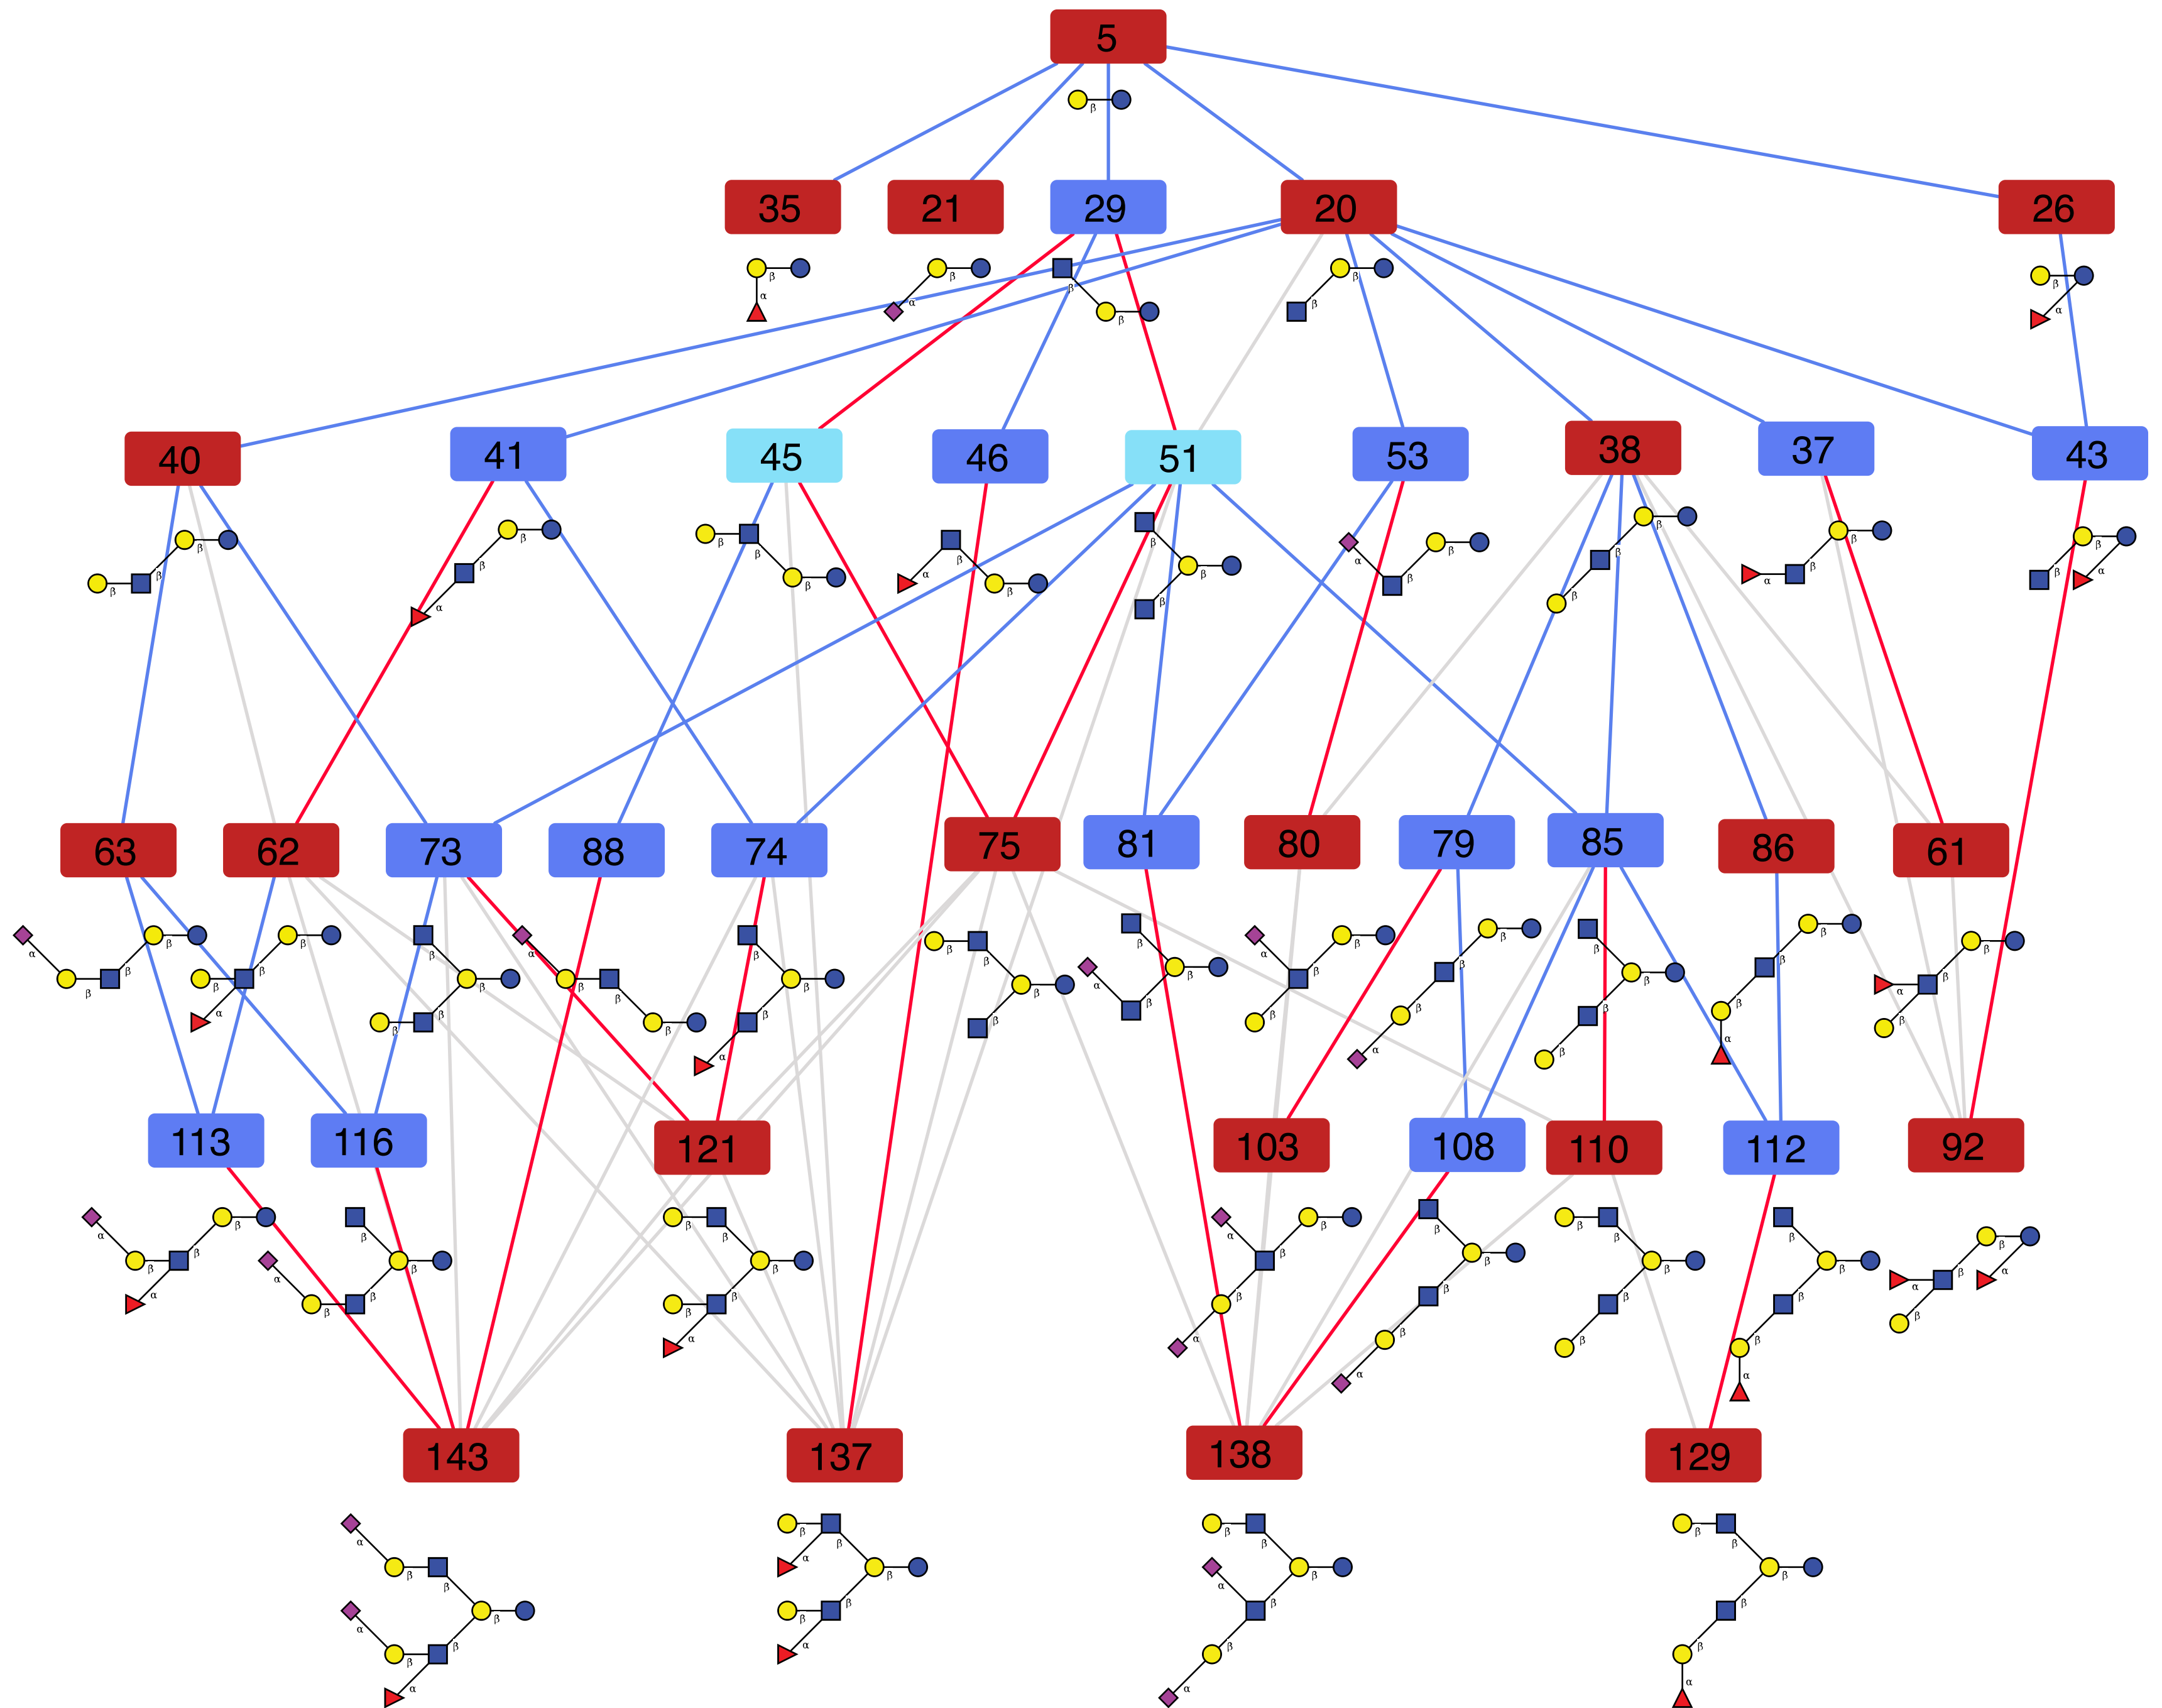 5
β
35 21 29 20 26
β α
β α
β β
β β
β α
40 41 45 46 51 53 38 37 43
β β
β β α
β β β
α β β
β β β
α β β
β β β
β β α
β β α
63 62 73 88 74 75 81 80 79 85 86 61 92
α β β
β β β α
β β β
α β β β
β β β α
β β β
β β β α
α β β β
β β β α
β β β β
β β β α
β β α β
113 116 121 103 108 110 112 92
α β β β α
β β β β α
β β β β β α
α β β β α
β β β β α
β β β β β
β β β β α
β β α β α
143 137 138 129
α β β α β β β α
β β α β β β α
β β β α β β α
β β β β β α